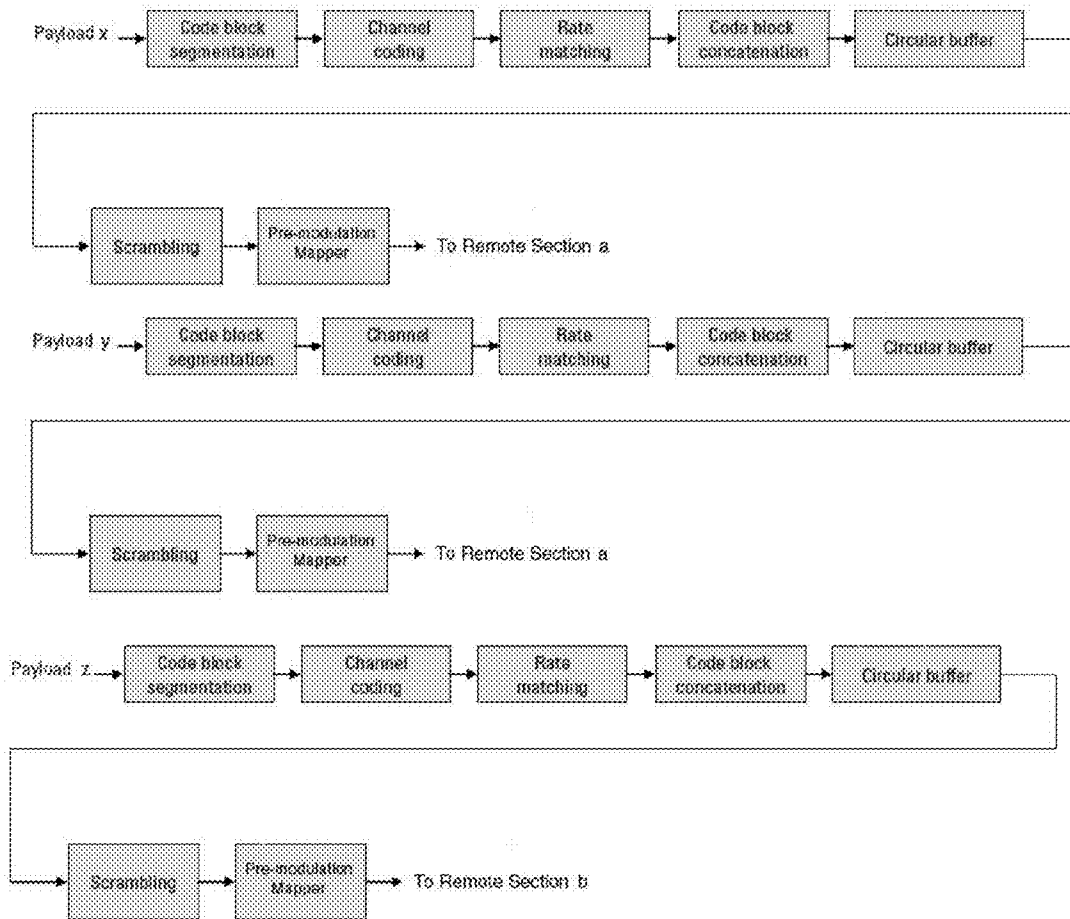 Payload x
Code block
segmentation
Channel
coding
Rate
matching
Code block
concatenation
Circular buffer
Scrambling
Pre-modulation
Mapper
To Remote Section a
Payload y
Code block
segmentation
Channel
coding
Rate
matching
Code block
concatenation
Circular buffer
Scrambling
Pre-modulation
Mapper
To Remote Section a
Payload z
Code block
segmentation
Channel
coding
Rate
matching
Code block
concatenation
Circular buffer
Scrambling
Pre-modulation
Mapper
To Remote Section b